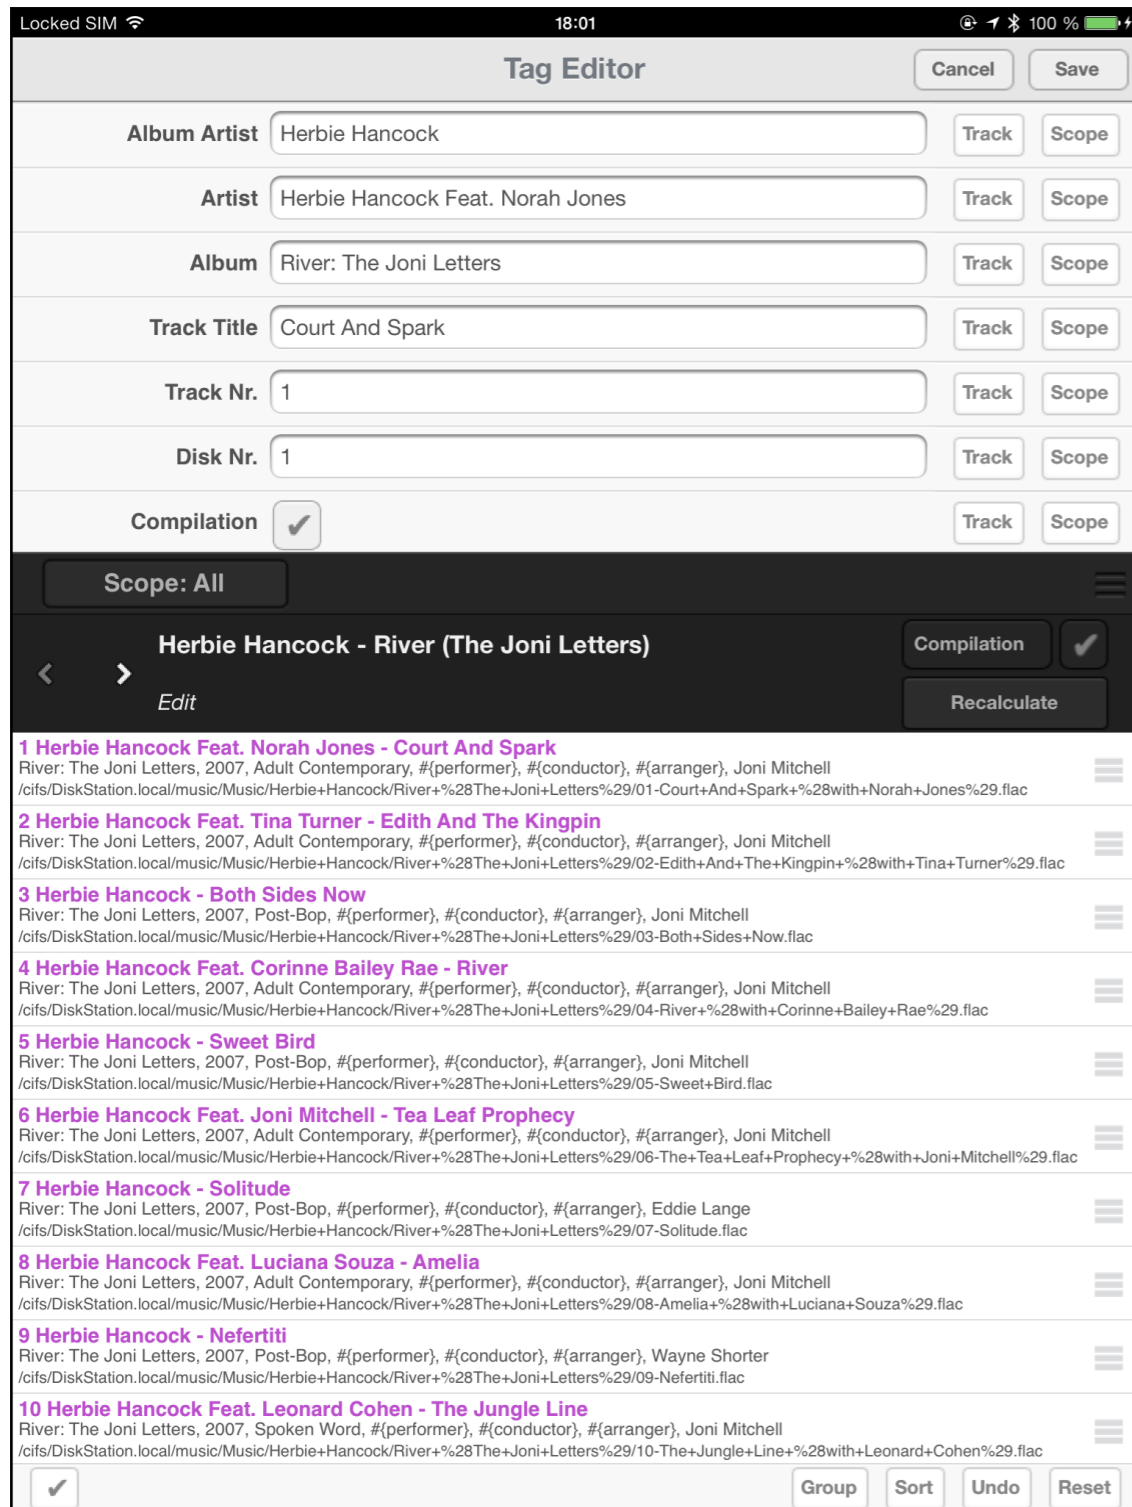 Locked SIM 18:01 100 %
Tag Editor Cancel Save
Album Artist Herbie Hancock Track Scope
Artist Herbie Hancock Feat. Norah Jones Track Scope
Album River: The Joni Letters Track Scope
Track Title Court And Spark Track Scope
Track Nr. 1 Track Scope
Disk Nr. 1 Track Scope
Compilation Track Scope
Scope: All
Herbie Hancock - River (The Joni Letters) Compilation
Edit Recalculate
1 Herbie Hancock Feat. Norah Jones - Court And Spark
River: The Joni Letters, 2007, Adult Contemporary, #{performer}, #{conductor}, #{arranger}, Joni Mitchell
/cifs/DiskStation.local/music/Music/Herbie+Hancock/River+%28The+Joni+Letters%29/01-Court+And+Spark+%28with+Norah+Jones%29.flac
2 Herbie Hancock Feat. Tina Turner - Edith And The Kingpin
River: The Joni Letters, 2007, Adult Contemporary, #{performer}, #{conductor}, #{arranger}, Joni Mitchell
/cifs/DiskStation.local/music/Music/Herbie+Hancock/River+%28The+Joni+Letters%29/02-Edith+And+The+Kingpin+%28with+Tina+Turner%29.flac
3 Herbie Hancock - Both Sides Now
River: The Joni Letters, 2007, Post-Bop, #{performer}, #{conductor}, #{arranger}, Joni Mitchell
/cifs/DiskStation.local/music/Music/Herbie+Hancock/River+%28The+Joni+Letters%29/03-Both+Sides+Now.flac
4 Herbie Hancock Feat. Corinne Bailey Rae - River
River: The Joni Letters, 2007, Adult Contemporary, #{performer}, #{conductor}, #{arranger}, Joni Mitchell
/cifs/DiskStation.local/music/Music/Herbie+Hancock/River+%28The+Joni+Letters%29/04-River+%28with+Corinne+Bailey+Rae%29.flac
5 Herbie Hancock - Sweet Bird
River: The Joni Letters, 2007, Post-Bop, #{performer}, #{conductor}, #{arranger}, Joni Mitchell
/cifs/DiskStation.local/music/Music/Herbie+Hancock/River+%28The+Joni+Letters%29/05-Sweet+Bird.flac
6 Herbie Hancock Feat. Joni Mitchell - Tea Leaf Prophecy
River: The Joni Letters, 2007, Adult Contemporary, #{performer}, #{conductor}, #{arranger}, Joni Mitchell
/cifs/DiskStation.local/music/Music/Herbie+Hancock/River+%28The+Joni+Letters%29/06-The+Tea+Leaf+Prophecy+%28with+Joni+Mitchell%29.flac
7 Herbie Hancock - Solitude
River: The Joni Letters, 2007, Post-Bop, #{performer}, #{conductor}, #{arranger}, Eddie Lange
/cifs/DiskStation.local/music/Music/Herbie+Hancock/River+%28The+Joni+Letters%29/07-Solitude.flac
8 Herbie Hancock Feat. Luciana Souza - Amelia
River: The Joni Letters, 2007, Adult Contemporary, #{performer}, #{conductor}, #{arranger}, Joni Mitchell
/cifs/DiskStation.local/music/Music/Herbie+Hancock/River+%28The+Joni+Letters%29/08-Amelia+%28with+Luciana+Souza%29.flac
9 Herbie Hancock - Nefertiti
River: The Joni Letters, 2007, Post-Bop, #{performer}, #{conductor}, #{arranger}, Wayne Shorter
/cifs/DiskStation.local/music/Music/Herbie+Hancock/River+%28The+Joni+Letters%29/09-Nefertiti.flac
10 Herbie Hancock Feat. Leonard Cohen - The Jungle Line
River: The Joni Letters, 2007, Spoken Word, #{performer}, #{conductor}, #{arranger}, Joni Mitchell
/cifs/DiskStation.local/music/Music/Herbie+Hancock/River+%28The+Joni+Letters%29/10-The+Jungle+Line+%28with+Leonard+Cohen%29.flac
Group Sort Undo Reset